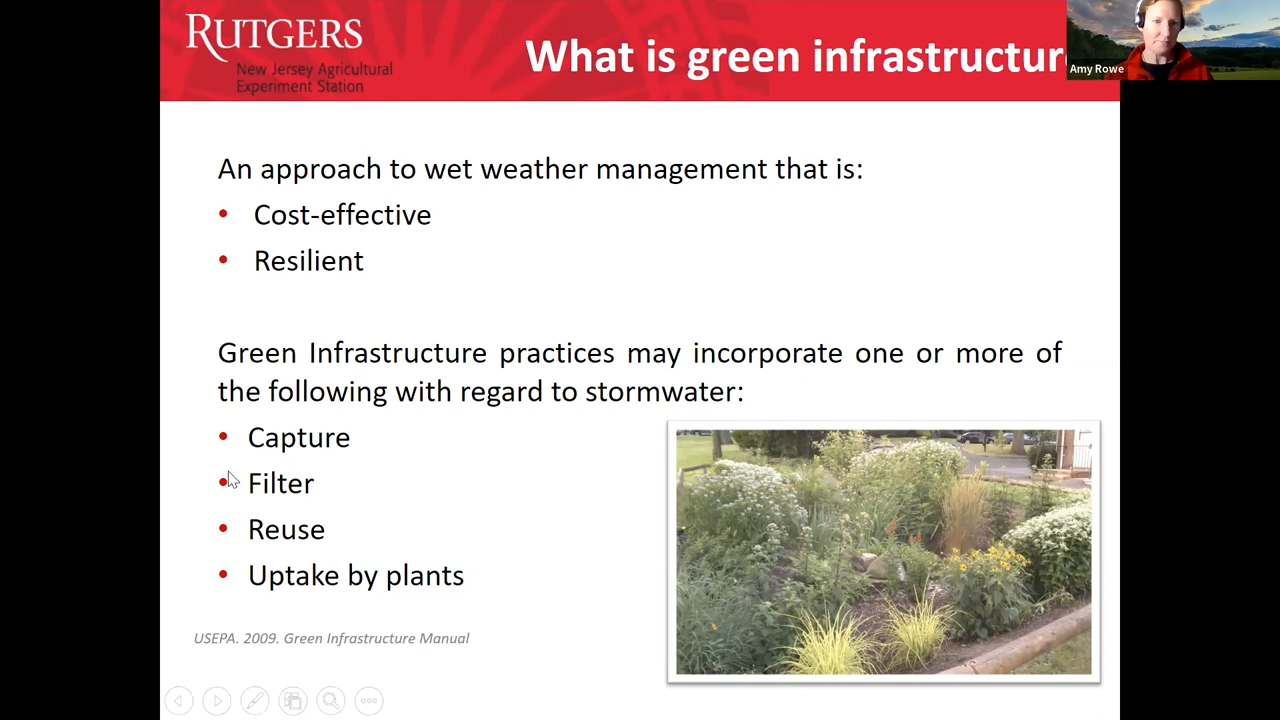 RUTGERS
New Jersey Agricultural
Experiment Station
What is green infrastructur
Amy Rowe
An approach to wet weather management that is:
• Cost-effective
• Resilient
Green Infrastructure practices may incorporate one or more of
the following with regard to stormwater:
• Capture
• Filter
• Reuse
• Uptake by plants
USEPA. 2009. Green Infrastructure Manual